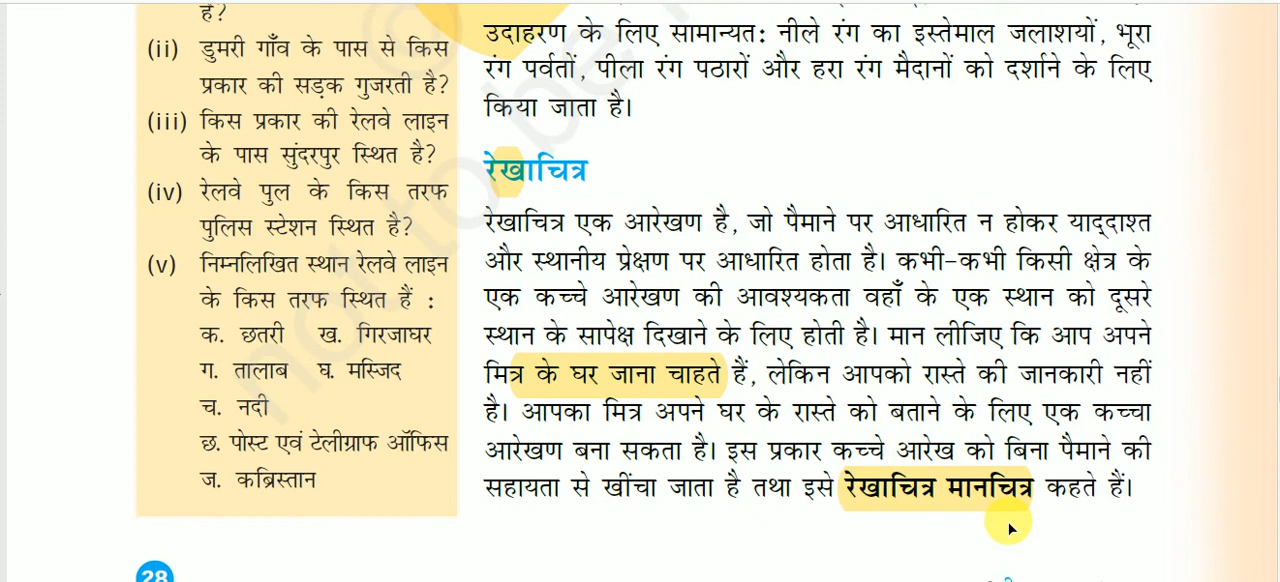 है?
(ii) डुमरी गाँव के पास से किस
प्रकार की सड़क गुजरती है?
(iii) किस प्रकार की रेलवे लाइन
के पास सुंदरपुर स्थित है?
(iv) रेलवे पुल के किस तरफ
पुलिस स्टेशन स्थित है?
(v) निम्नलिखित स्थान रेलवे लाइन
के किस तरफ स्थित हैं :
क. छतरी ख. गिरजाघर
ग. तालाब घ. मस्जिद
च. नदी
छ. पोस्ट एवं टेलीग्राफ ऑफिस
ज. कब्रिस्तान
28
उदाहरण के लिए सामान्यत: नीले रंग का इस्तेमाल जलाशयों, भूरा
रंग पर्वतों, पीला रंग पठारों और हरा रंग मैदानों को दर्शाने के लिए
किया जाता है।
रेखाचित्र
रेखाचित्र एक आरेखण है, जो पैमाने पर आधारित न होकर याद्दाश्त
और स्थानीय प्रेक्षण पर आधारित होता है। कभी-कभी किसी क्षेत्र के
एक कच्चे आरेखण की आवश्यकता वहाँ के एक स्थान को दूसरे
स्थान के सापेक्ष दिखाने के लिए होती है। मान लीजिए कि आप अपने
मित्र के घर जाना चाहते हैं, लेकिन आपको रास्ते की जानकारी नहीं
है। आपका मित्र अपने घर के रास्ते को बताने के लिए एक कच्चा
आरेखण बना सकता है। इस प्रकार कच्चे आरेख को बिना पैमाने की
सहायता से खींचा जाता है तथा इसे रेखाचित्र मानचित्र कहते हैं।
not to be